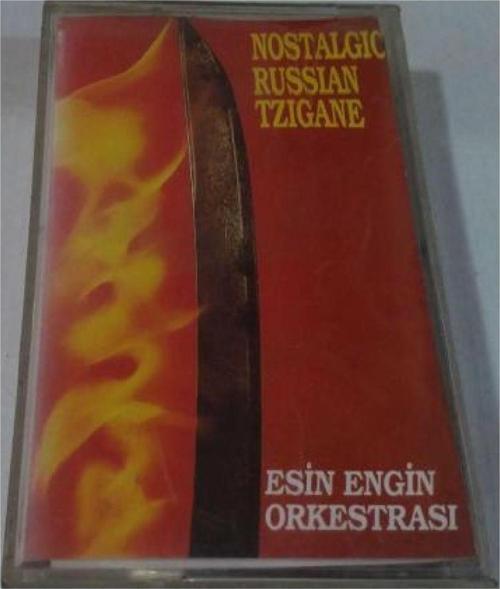 NOSTALGIC
RUSSIAN
TZIGANE
ESİN ENGİN
ORKESTRASI